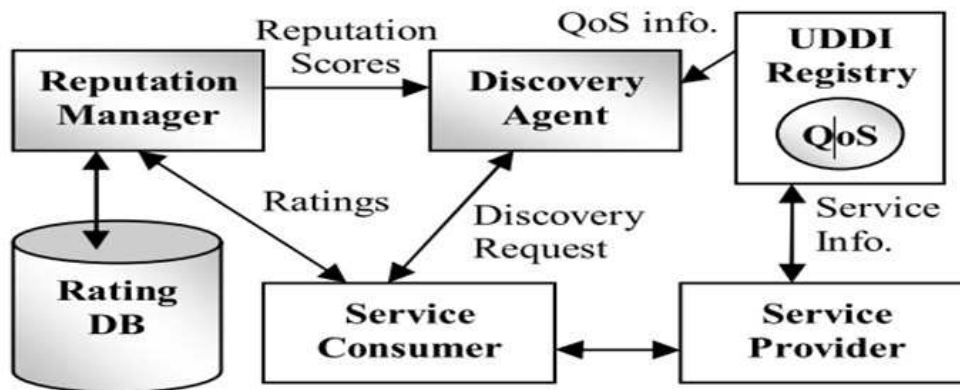 Reputation
Scores
QoS info.
UDDI
Registry
QoS
Reputation
Manager
Discovery
Agent
Ratings
Discovery
Request
Service
Info.
Rating
DB
Service
Consumer
Service
Provider